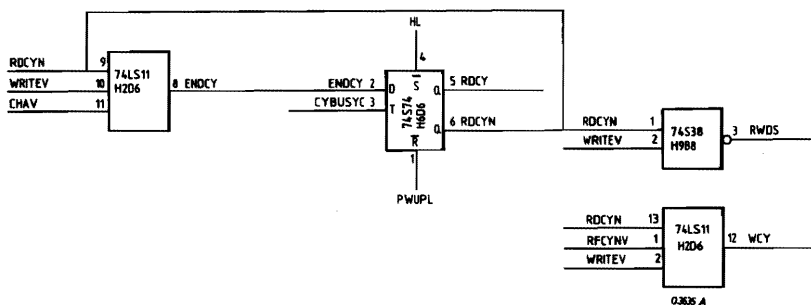 HL
4
RDCYN 9
WRITEV 10
CHAV 11
74LS11
H2D6
8 ENDCY
ENDCY 2
CYBUSYC 3
D
T
S
R
74S74
H6D6
Q
Q
5 RDCY
6 RDCYN
1
PWUPL
RDCYN 1
WRITEV 2
74S38
H9B8
3 RWDS
RDCYN 13
RFCYNV 1
WRITEV 2
74LS11
H2D6
12 WCY
03635 A